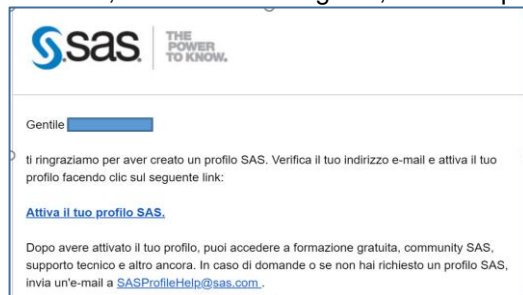 sas THE
POWER
TO KNOW.
Gentile
ti ringraziamo per aver creato un profilo SAS. Verifica il tuo indirizzo e-mail e attiva il tuo
profilo facendo clic sul seguente link:
Attiva il tuo profilo SAS.
Dopo avere attivato il tuo profilo, puoi accedere a formazione gratuita, community SAS,
supporto tecnico e altro ancora. In caso di domande o se non hai richiesto un profilo SAS,
invia un'e-mail a SASProfileHelp@sas.com .